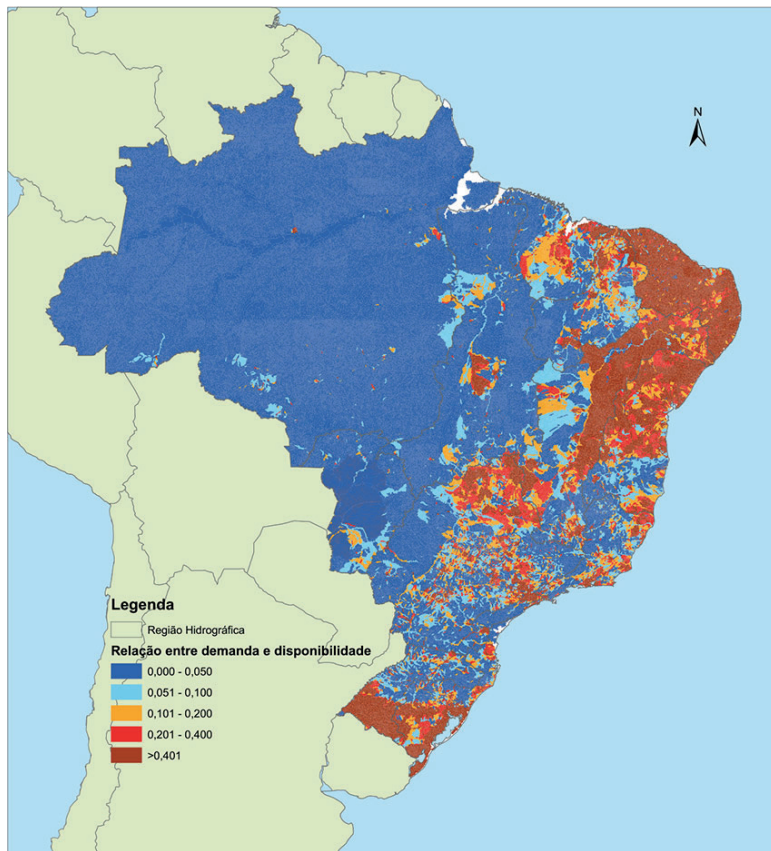 N
Legenda
Região Hidrográfica
Relação entre demanda e disponibilidade
0,000 - 0,050
0,051 - 0,100
0,101 - 0,200
0,201 - 0,400
>0,401